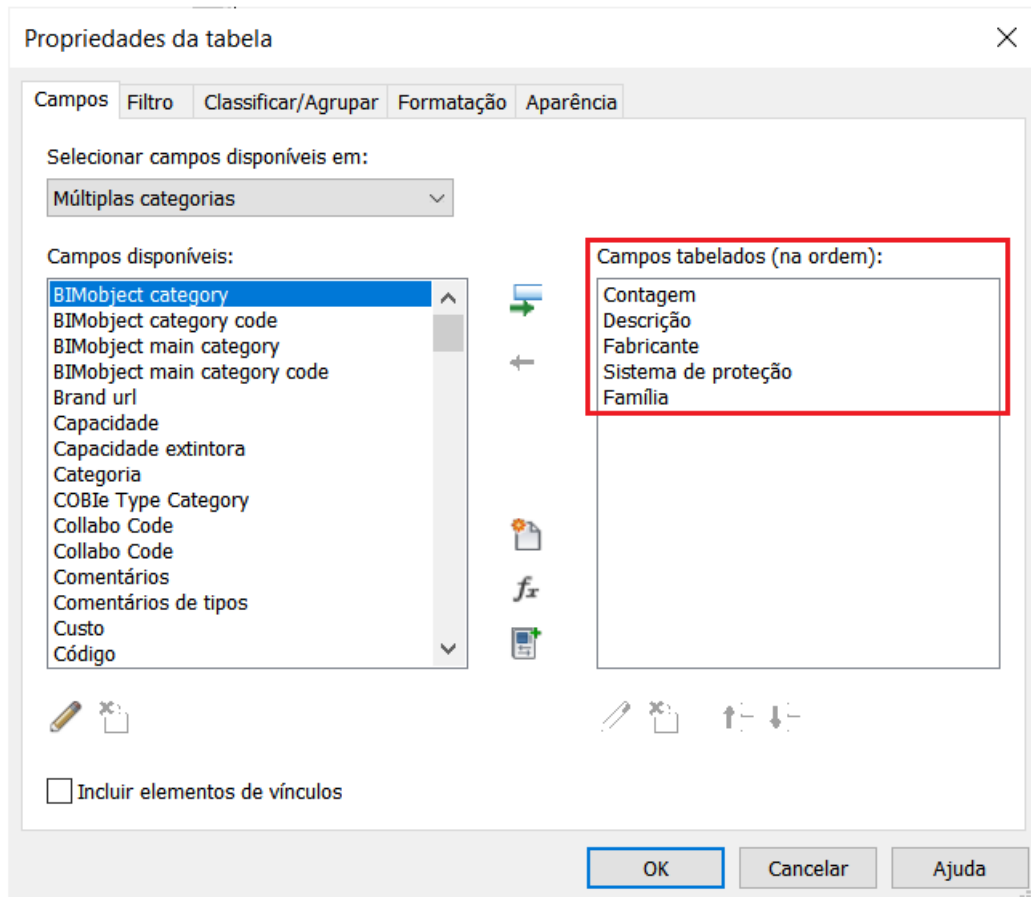 Propriedades da tabela
Campos Filtro Classificar/Agrupar Formatação Aparência
Selecionar campos disponíveis em:
Múltiplas categorias
Campos disponíveis:
BIMobject category
BIMobject category code
BIMobject main category
BIMobject main category code
Brand url
Capacidade
Capacidade extintora
Categoria
COBIe Type Category
Collabo Code
Collabo Code
Comentários
Comentários de tipos
Custo
Código
fx
Campos tabelados (na ordem):
Contagem
Descrição
Fabricante
Sistema de proteção
Família
Incluir elementos de vínculos
OK Cancelar Ajuda